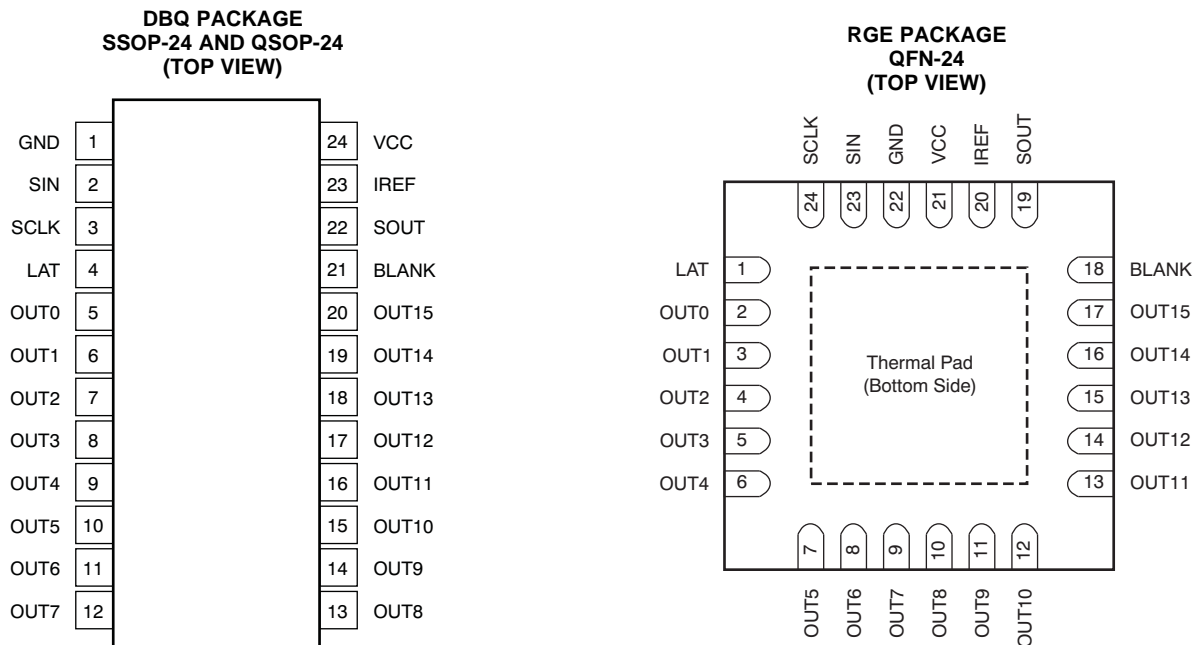 DBQ PACKAGE
SSOP-24 AND QSOP-24
(TOP VIEW)
GND 1 24 VCC
SIN 2 23 IREF
SCLK 3 22 SOUT
LAT 4 21 BLANK
OUT0 5 20 OUT15
OUT1 6 19 OUT14
OUT2 7 18 OUT13
OUT3 8 17 OUT12
OUT4 9 16 OUT11
OUT5 10 15 OUT10
OUT6 11 14 OUT9
OUT7 12 13 OUT8
RGE PACKAGE
QFN-24
(TOP VIEW)
SCLK SIN GND VCC IREF SOUT
24 23 22 21 20 19
LAT 1 18 BLANK
OUT0 2 17 OUT15
OUT1 3 16 OUT14
OUT2 4 15 OUT13
OUT3 5 14 OUT12
OUT4 6 13 OUT11
Thermal Pad
(Bottom Side)
7 8 9 10 11 12
OUT5 OUT6 OUT7 OUT8 OUT9 OUT10